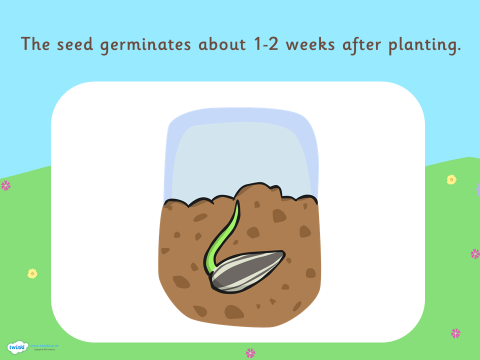 The seed germinates about 1-2 weeks after planting.
twinkl